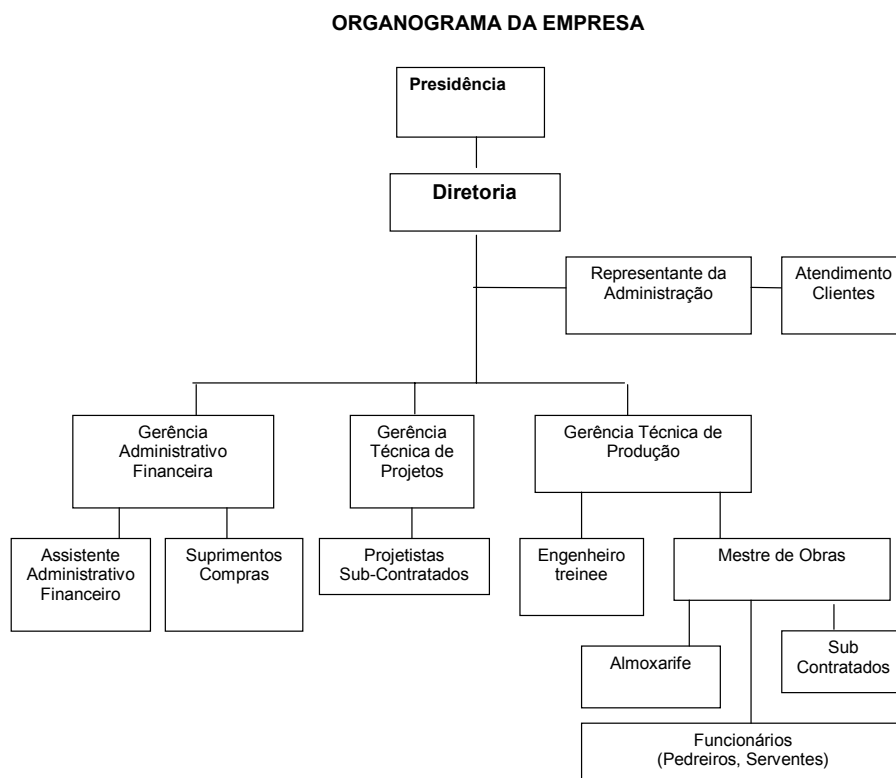 ORGANOGRAMA DA EMPRESA
Presidência
Diretoria
Representante da
Administração
Atendimento
Clientes
Gerência
Administrativo
Financeira
Gerência
Técnica de
Projetos
Gerência Técnica de
Produção
Assistente
Administrativo
Financeiro
Suprimentos
Compras
Projetistas
Sub-Contratados
Engenheiro
treinee
Mestre de Obras
Almoxarife
Sub
Contratados
Funcionários
(Pedreiros, Serventes)